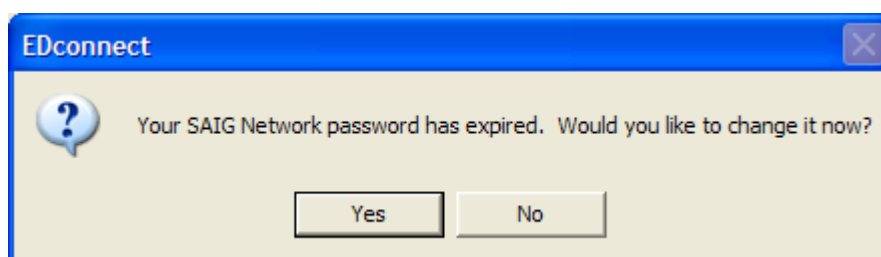 EDconnect
Your SAIG Network password has expired. Would you like to change it now?
Yes
No